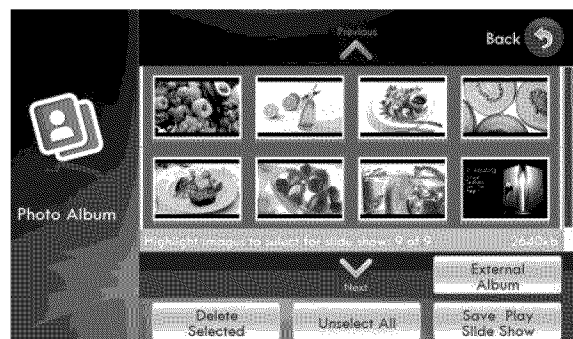 Previous
Back
Photo Album
Highlight images to select for slide show: 9 of 9
2640kb
Next
External
Album
Delete
Selected
Unselect All
Save Play
Slide Show